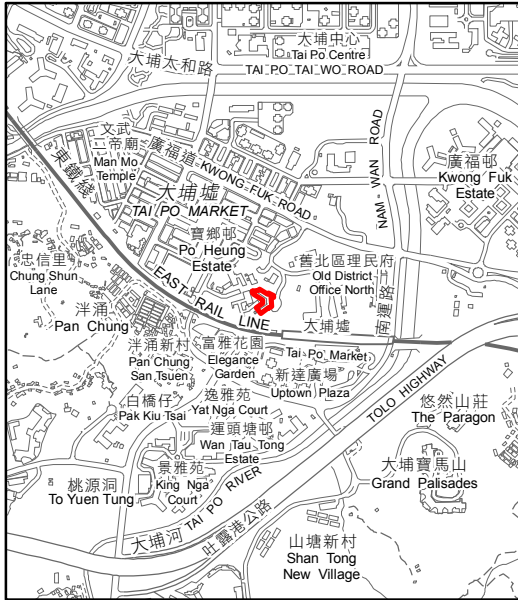 大埔中心
Tai Po Centre
大埔太和路
TAI PO TAI WO ROAD
文武
帝廟
Man Mo
Temple
廣福道 KWONG FUK ROAD
NAM WAN ROAD
南運路
廣福邨
Kwong Fuk
Estate
東鐵綫
EAST RAIL LINE
大埔墟
TAI PO MARKET
寶鄉邨
Po Heung
Estate
舊北區理民府
Old District
Office North
忠信里
Chung Shun
Lane
泮涌
Pan Chung
大埔墟
Tai Po Market
泮涌新村
Pan Chung
San Tsuen
富雅花園
Elegance
Garden
新達廣場
Uptown Plaza
TOLO HIGHWAY
吐露港公路
白橋仔
Pak Kiu Tsai
逸雅苑
Yat Nga Court
運頭塘邨
Wan Tau Tong
Estate
悠然山莊
The Paragon
景雅苑
King Nga
Court
大埔寶馬山
Grand Palisades
桃源洞
To Yuen Tung
大埔河 TAI PO RIVER
山塘新村
Shan Tong
New Village